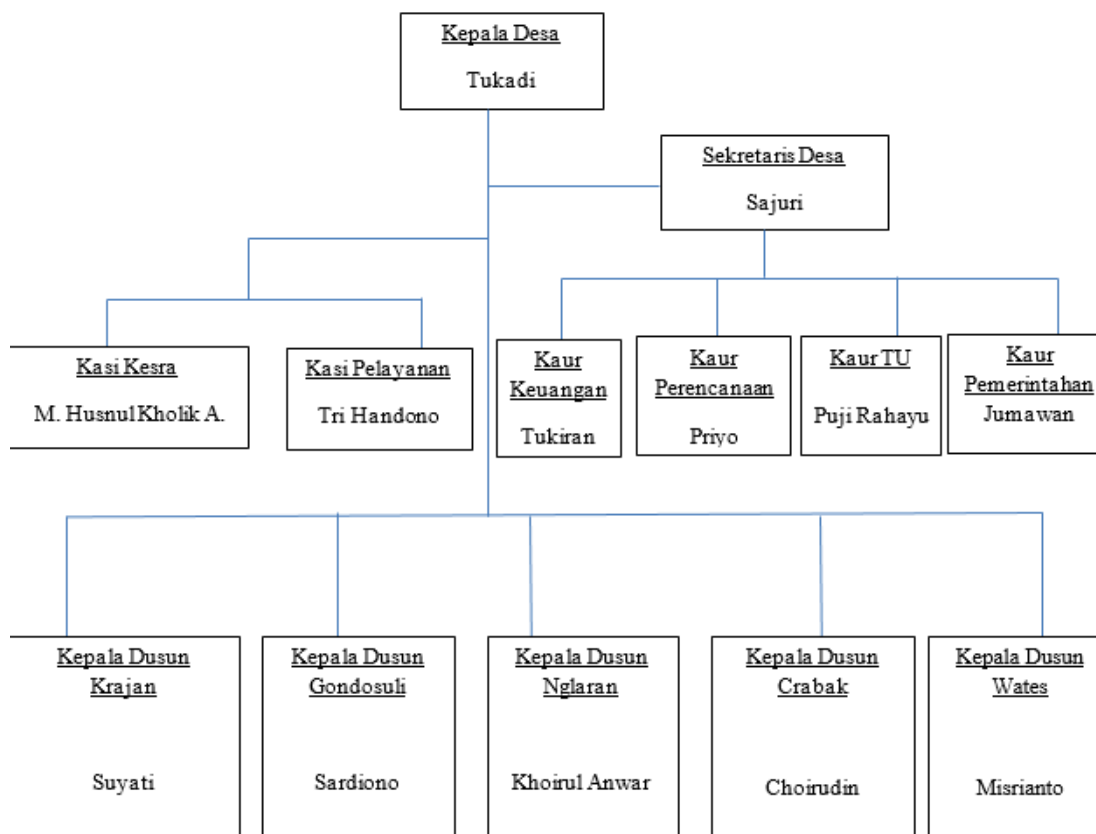 Kepala Desa
Tukadi
Sekretaris Desa
Sajuri
Kasi Kesra
M. Husnul Kholik A.
Kasi Pelayanan
Tri Handono
Kaur
Keuangan
Tukiran
Kaur
Perencanaan
Priyo
Kaur TU
Puji Rahayu
Kaur
Pemerintahan
Jumawan
Kepala Dusun
Krajan
Suyati
Kepala Dusun
Gondosuli
Sardiono
Kepala Dusun
Nglaran
Khoirul Anwar
Kepala Dusun
Crabak
Choirudin
Kepala Dusun
Wates
Misrianto